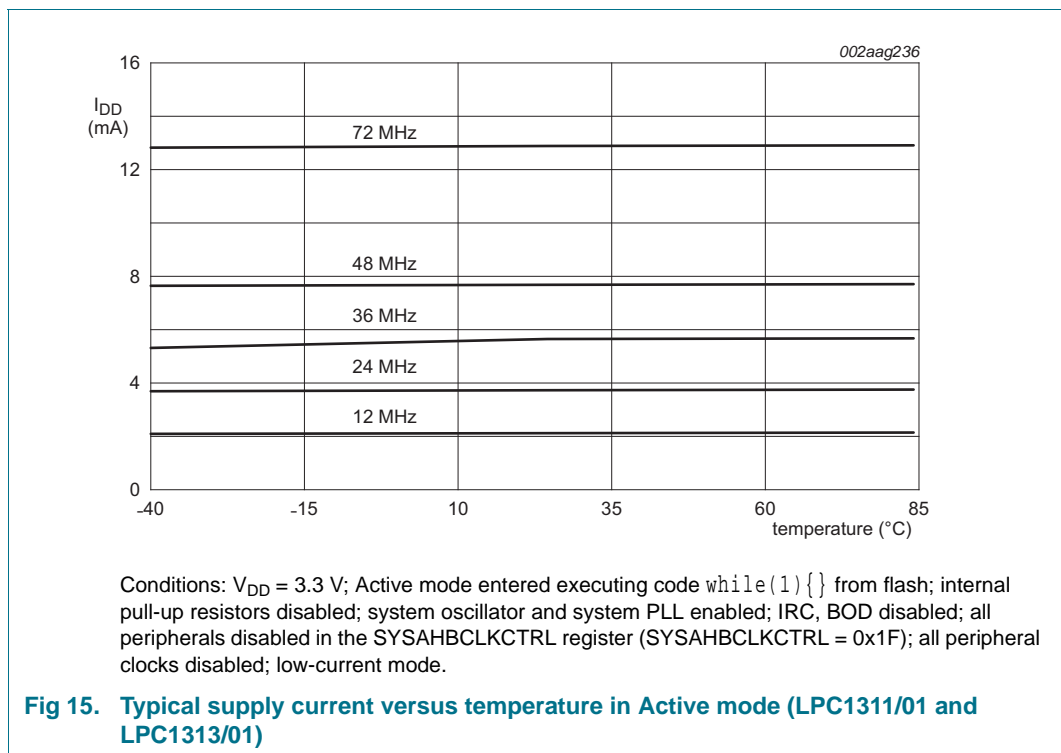 002aag236
16
I_DD
(mA)
72 MHz
12
48 MHz
8
36 MHz
24 MHz
4
12 MHz
0
-40 -15 10 35 60 85
temperature (°C)
Conditions: V_DD = 3.3 V; Active mode entered executing code while(1){} from flash; internal
pull-up resistors disabled; system oscillator and system PLL enabled; IRC, BOD disabled; all
peripherals disabled in the SYSAHBCLKCTRL register (SYSAHBCLKCTRL = 0x1F); all peripheral
clocks disabled; low-current mode.
Fig 15. Typical supply current versus temperature in Active mode (LPC1311/01 and
LPC1313/01)